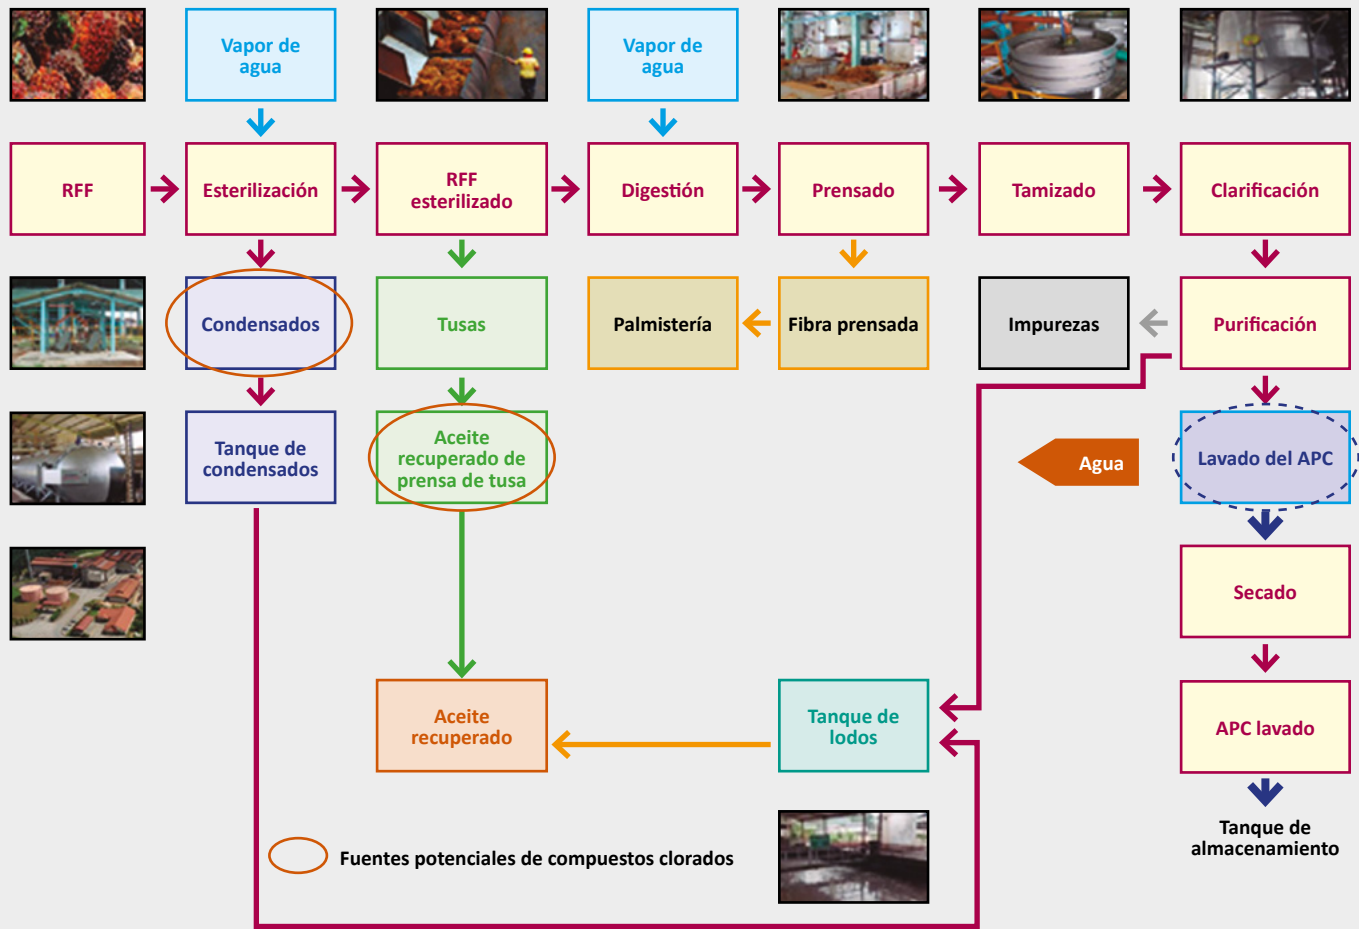 Vapor de
agua
Vapor de
agua
RFF
Esterilización
RFF
esterilizado
Digestión
Prensado
Tamizado
Clarificación
Condensados
Tusas
Palmistería
Fibra prensada
Impurezas
Purificación
Tanque de
condensados
Aceite
recuperado de
prensa de tusa
Agua
Lavado del APC
Secado
Aceite
recuperado
Tanque de
lodos
APC lavado
Tanque de
almacenamiento
Fuentes potenciales de compuestos clorados